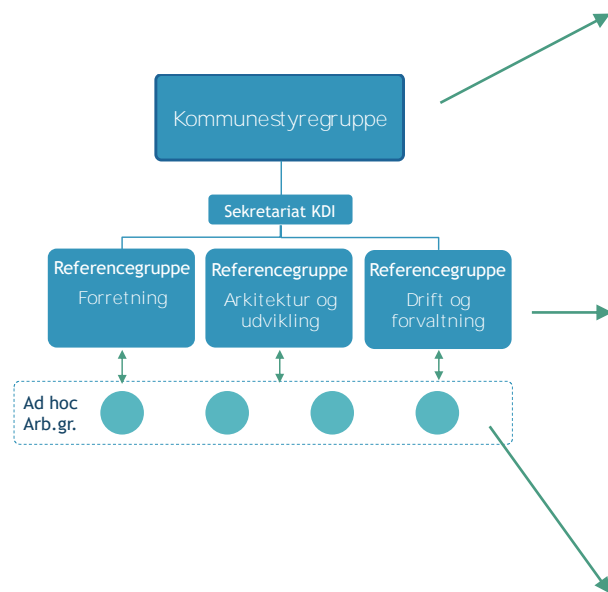 Kommunestyregruppe
Sekretariat KDI
Referencegruppe
Forretning
Referencegruppe
Arkitektur og
udvikling
Referencegruppe
Drift og
forvaltning
Ad hoc
Arb.gr.